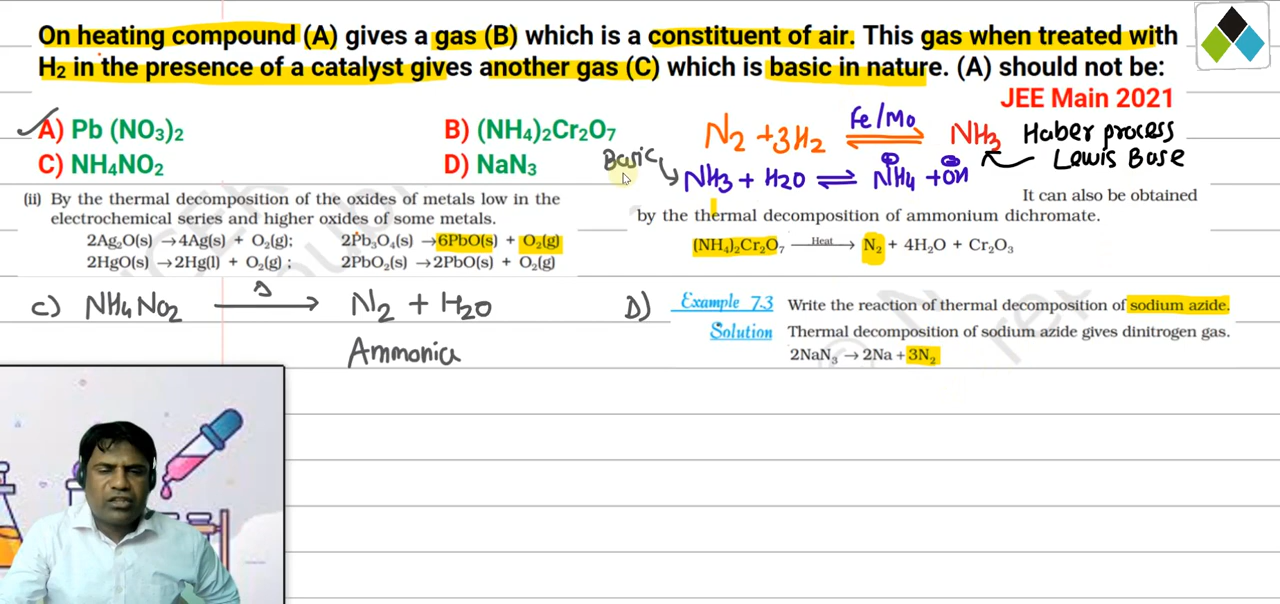 On heating compound (A) gives a gas (B) which is a constituent of air. This gas when treated with
H2 in the presence of a catalyst gives another gas (C) which is basic in nature. (A) should not be:
JEE Main 2021
A) Pb (NO3)2
B) (NH4)2Cr2O7
C) NH4NO2
D) NaN3
N2 + 3H2 ⇌ NH3 Haber process
Fe/Mo
Lewis Base
Basic
NH3 + H2O ⇌ NH4⊕ + OH⊖
(ii) By the thermal decomposition of the oxides of metals low in the
electrochemical series and higher oxides of some metals.
2Ag₂O(s) →4Ag(s) + O₂(g); 2Pb₃O₄(s) →6PbO(s) + O₂(g)
2HgO(s) →2Hg(l) + O₂(g) ; 2PbO₂(s) →2PbO(s) + O₂(g)
It can also be obtained
by the thermal decomposition of ammonium dichromate.
(NH₄)₂Cr₂O₇ Heat → N₂ + 4H₂O + Cr₂O₃
C) NH4NO2 Δ → N2 + H2O
Ammonia
D) Example 7.3 Write the reaction of thermal decomposition of sodium azide.
Solution Thermal decomposition of sodium azide gives dinitrogen gas.
2NaN₃ → 2Na + 3N₂